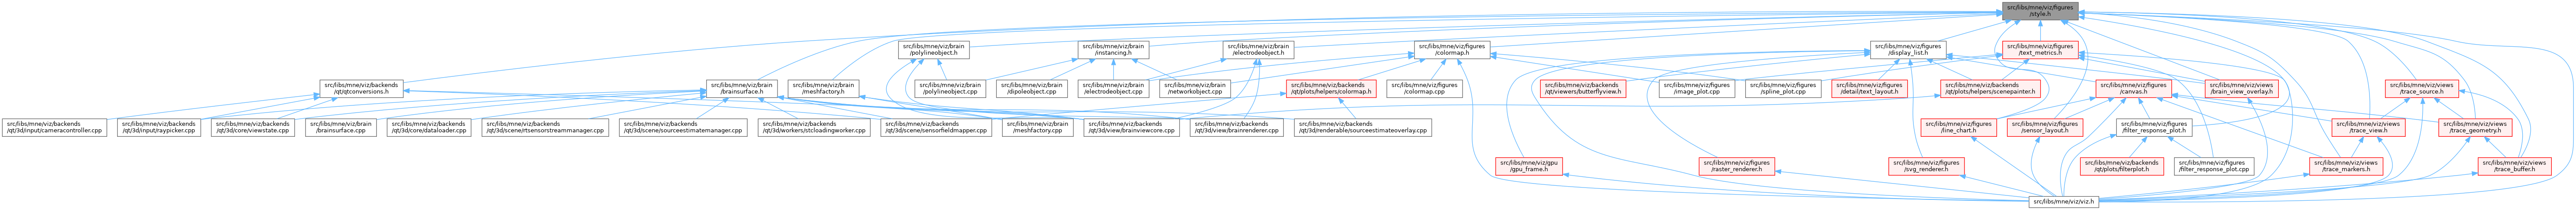 src/libs/mne/viz/figures
/style.h
src/libs/mne/viz/brain
/polylineobject.h
src/libs/mne/viz/brain
/instancing.h
src/libs/mne/viz/brain
/electrodeobject.h
src/libs/mne/viz/figures
/colormap.h
src/libs/mne/viz/figures
/display_list.h
src/libs/mne/viz/figures
/text_metrics.h
src/libs/mne/viz/backends
/qt/qtconversions.h
src/libs/mne/viz/brain
/brainsurface.h
src/libs/mne/viz/brain
/meshfactory.h
src/libs/mne/viz/brain
/polylineobject.cpp
src/libs/mne/viz/brain
/dipoleobject.cpp
src/libs/mne/viz/brain
/electrodeobject.cpp
src/libs/mne/viz/brain
/networkobject.cpp
src/libs/mne/viz/backends
/qt/plots/helpers/colormap.h
src/libs/mne/viz/figures
/colormap.cpp
src/libs/mne/viz/backends
/qt/viewers/butterflyview.h
src/libs/mne/viz/figures
/detail/text_layout.h
src/libs/mne/viz/figures
/image_plot.cpp
src/libs/mne/viz/figures
/spline_plot.cpp
src/libs/mne/viz/backends
/qt/plots/helpers/scenepainter.h
src/libs/mne/viz/figures
/canvas.h
src/libs/mne/viz/views
/brain_view_overlay.h
src/libs/mne/viz/views
/trace_source.h
src/libs/mne/viz/backends
/qt/3d/input/cameracontroller.cpp
src/libs/mne/viz/backends
/qt/3d/input/raypicker.cpp
src/libs/mne/viz/backends
/qt/3d/core/viewstate.cpp
src/libs/mne/viz/brain
/brainsurface.cpp
src/libs/mne/viz/backends
/qt/3d/core/dataloader.cpp
src/libs/mne/viz/backends
/qt/3d/scene/rtsensorstreammanager.cpp
src/libs/mne/viz/backends
/qt/3d/scene/sourceestimatemanager.cpp
src/libs/mne/viz/backends
/qt/3d/workers/stcloadingworker.cpp
src/libs/mne/viz/backends
/qt/3d/scene/sensorfieldmapper.cpp
src/libs/mne/viz/brain
/meshfactory.cpp
src/libs/mne/viz/backends
/qt/3d/view/brainviewcore.cpp
src/libs/mne/viz/backends
/qt/3d/view/brainrenderer.cpp
src/libs/mne/viz/backends
/qt/3d/renderable/sourceestimateoverlay.cpp
src/libs/mne/viz/figures
/line_chart.h
src/libs/mne/viz/figures
/sensor_layout.h
src/libs/mne/viz/figures
/filter_response_plot.h
src/libs/mne/viz/views
/trace_view.h
src/libs/mne/viz/views
/trace_geometry.h
src/libs/mne/viz/gpu
/gpu_frame.h
src/libs/mne/viz/figures
/raster_renderer.h
src/libs/mne/viz/figures
/svg_renderer.h
src/libs/mne/viz/backends
/qt/plots/filterplot.h
src/libs/mne/viz/figures
/filter_response_plot.cpp
src/libs/mne/viz/views
/trace_markers.h
src/libs/mne/viz/views
/trace_buffer.h
src/libs/mne/viz/viz.h